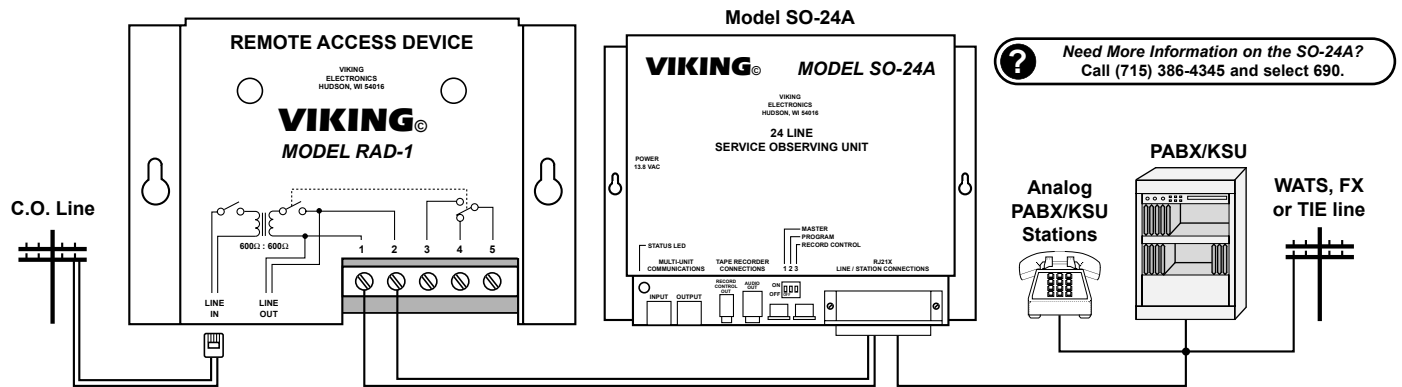 Model SO-24A
REMOTE ACCESS DEVICE
VIKING
ELECTRONICS
HUDSON, WI 54016
VIKING©
MODEL RAD-1
C.O. Line
600Ω : 600Ω
1 2 3 4 5
LINE IN
LINE OUT
VIKING©
MODEL SO-24A
VIKING
ELECTRONICS
HUDSON, WI 54016
24 LINE
SERVICE OBSERVING UNIT
POWER
13.8 VAC
STATUS LED
MULTI-UNIT
COMMUNICATIONS
INPUT OUTPUT
TAPE RECORDER
CONNECTIONS
RECORD
CONTROL
OUT
AUDIO
OUT
MASTER
PROGRAM
RECORD CONTROL
1 2 3
ON
OFF
RJ21X
LINE / STATION CONNECTIONS
?
Need More Information on the SO-24A?
Call (715) 386-4345 and select 690.
Analog
PABX/KSU
Stations
PABX/KSU
WATS, FX
or TIE line